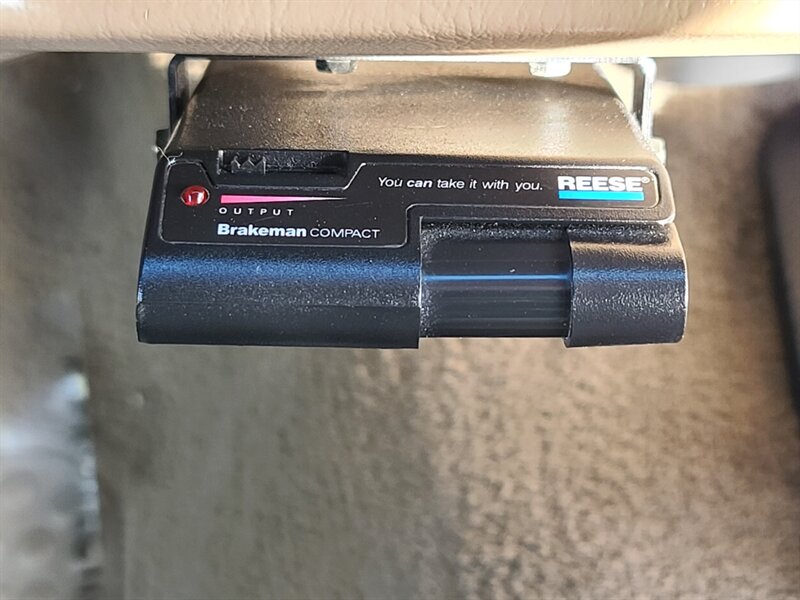 You can take it with you. REESE®
OUTPUT
Brakeman COMPACT